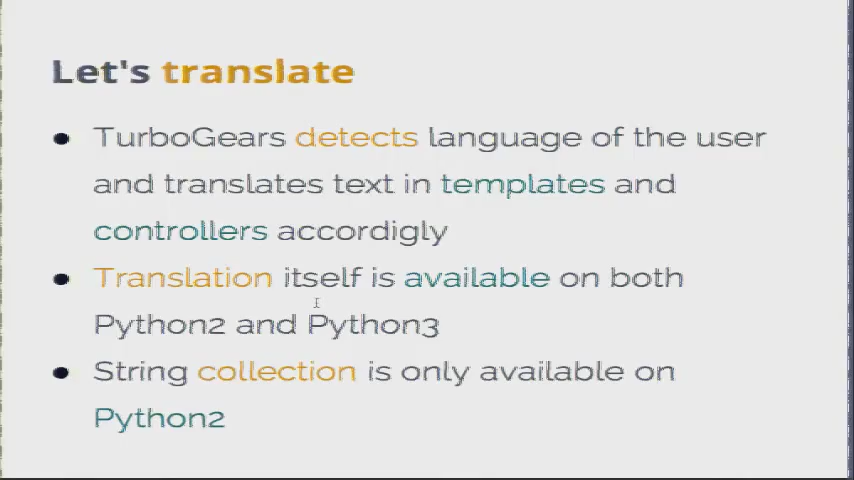 Let's translate
● TurboGears detects language of the user
and translates text in templates and
controllers accordigly
● Translation itself is available on both
Python2 and Python3
● String collection is only available on
Python2